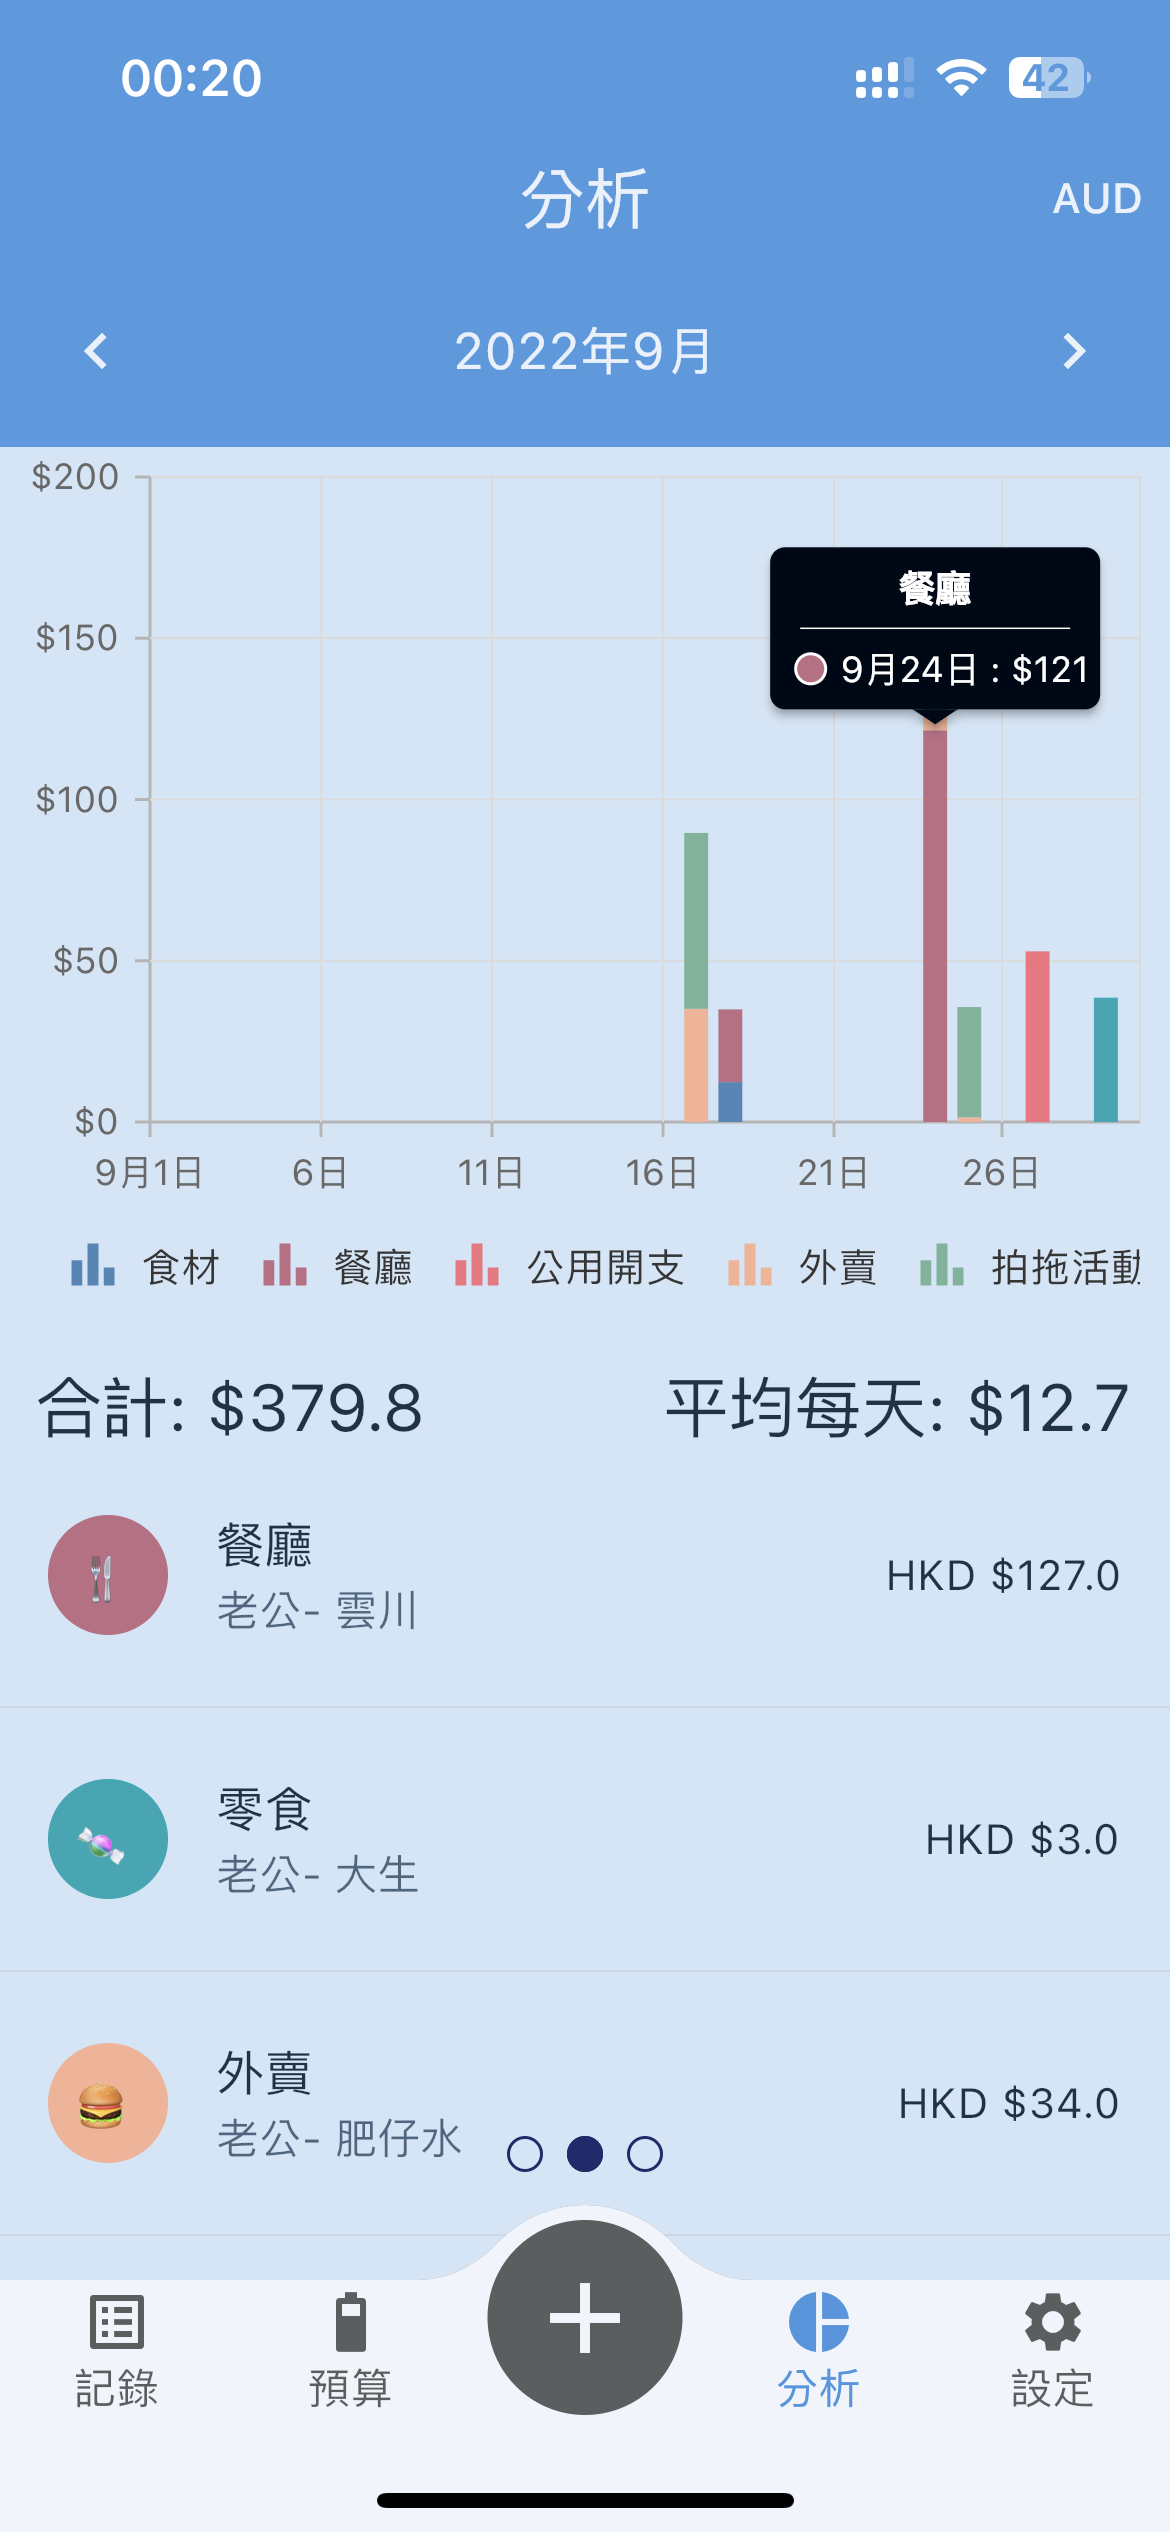 00:20
42
分析
AUD
2022年9月
$200
$150
$100
$50
$0
餐廳
9月24日 : $121
9月1日 6日 11日 16日 21日 26日
食材 餐廳 公用開支 外賣 拍拖活動
合計: $379.8 平均每天: $12.7
餐廳
老公- 雲川
HKD $127.0
零食
老公- 大生
HKD $3.0
外賣
老公- 肥仔水
HKD $34.0
記錄 預算 分析 設定